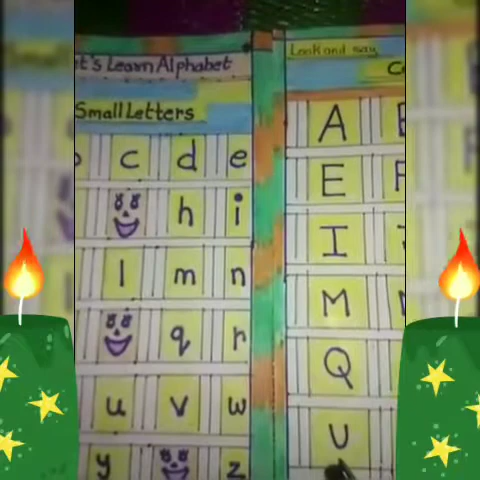 t's Learn Alphabet
Small Letters
c d e
h i
l m n
q r
u v w
y z
Look and say
C
A
E
I
M
Q
U